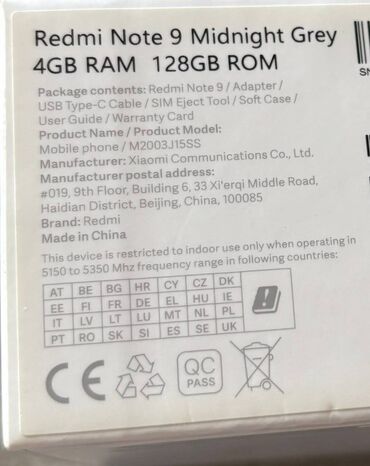 Redmi Note 9 Midnight Grey
4GB RAM 128GB ROM
Package contents: Redmi Note 9 / Adapter /
USB Type-C Cable / SIM Eject Tool / Soft Case /
User Guide / Warranty Card
Product Name / Product Model:
Mobile phone / M2003J15SS
Manufacturer: Xiaomi Communications Co., Ltd.
Manufacturer postal address:
#019, 9th Floor, Building 6, 33 Xi'erqi Middle Road,
Haidian District, Beijing, China, 100085
Brand: Redmi
Made in China
This device is restricted to indoor use only when operating in
5150 to 5350 Mhz frequency range in following countries:
AT BE BG HR CY CZ DK
EE FI FR DE EL HU IE
IT LV LT LU MT NL PL
PT RO SK SI ES SE UK
CE
QC
PASS
SN